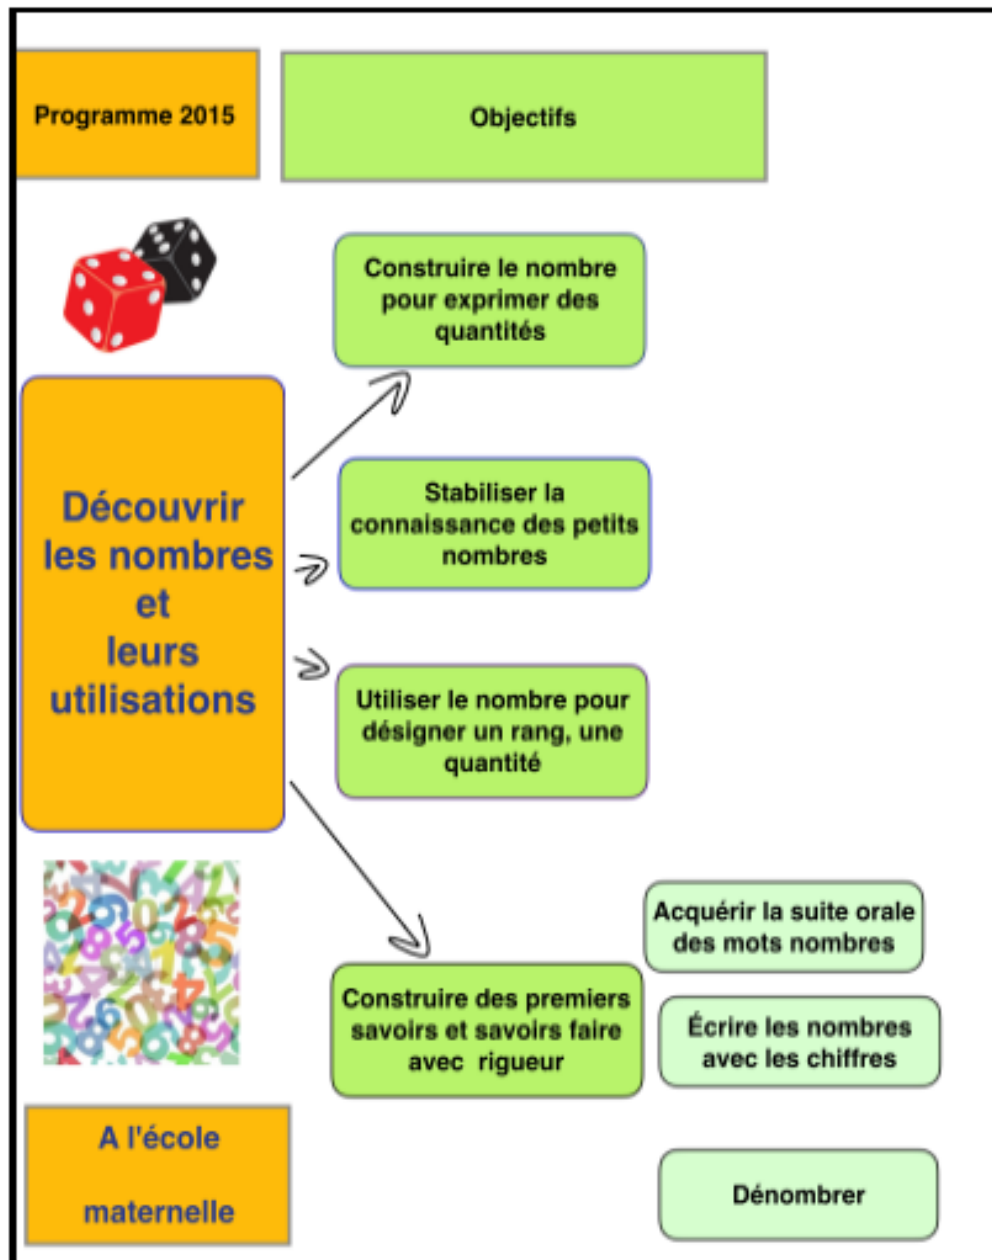 Programme 2015
Objectifs
Construire le nombre
pour exprimer des
quantités
Découvrir
les nombres
et
leurs
utilisations
Stabiliser la
connaissance des petits
nombres
Utiliser le nombre pour
désigner un rang, une
quantité
Construire des premiers
savoirs et savoirs faire
avec rigueur
Acquérir la suite orale
des mots nombres
Écrire les nombres
avec les chiffres
Dénombrer
A l'école
maternelle